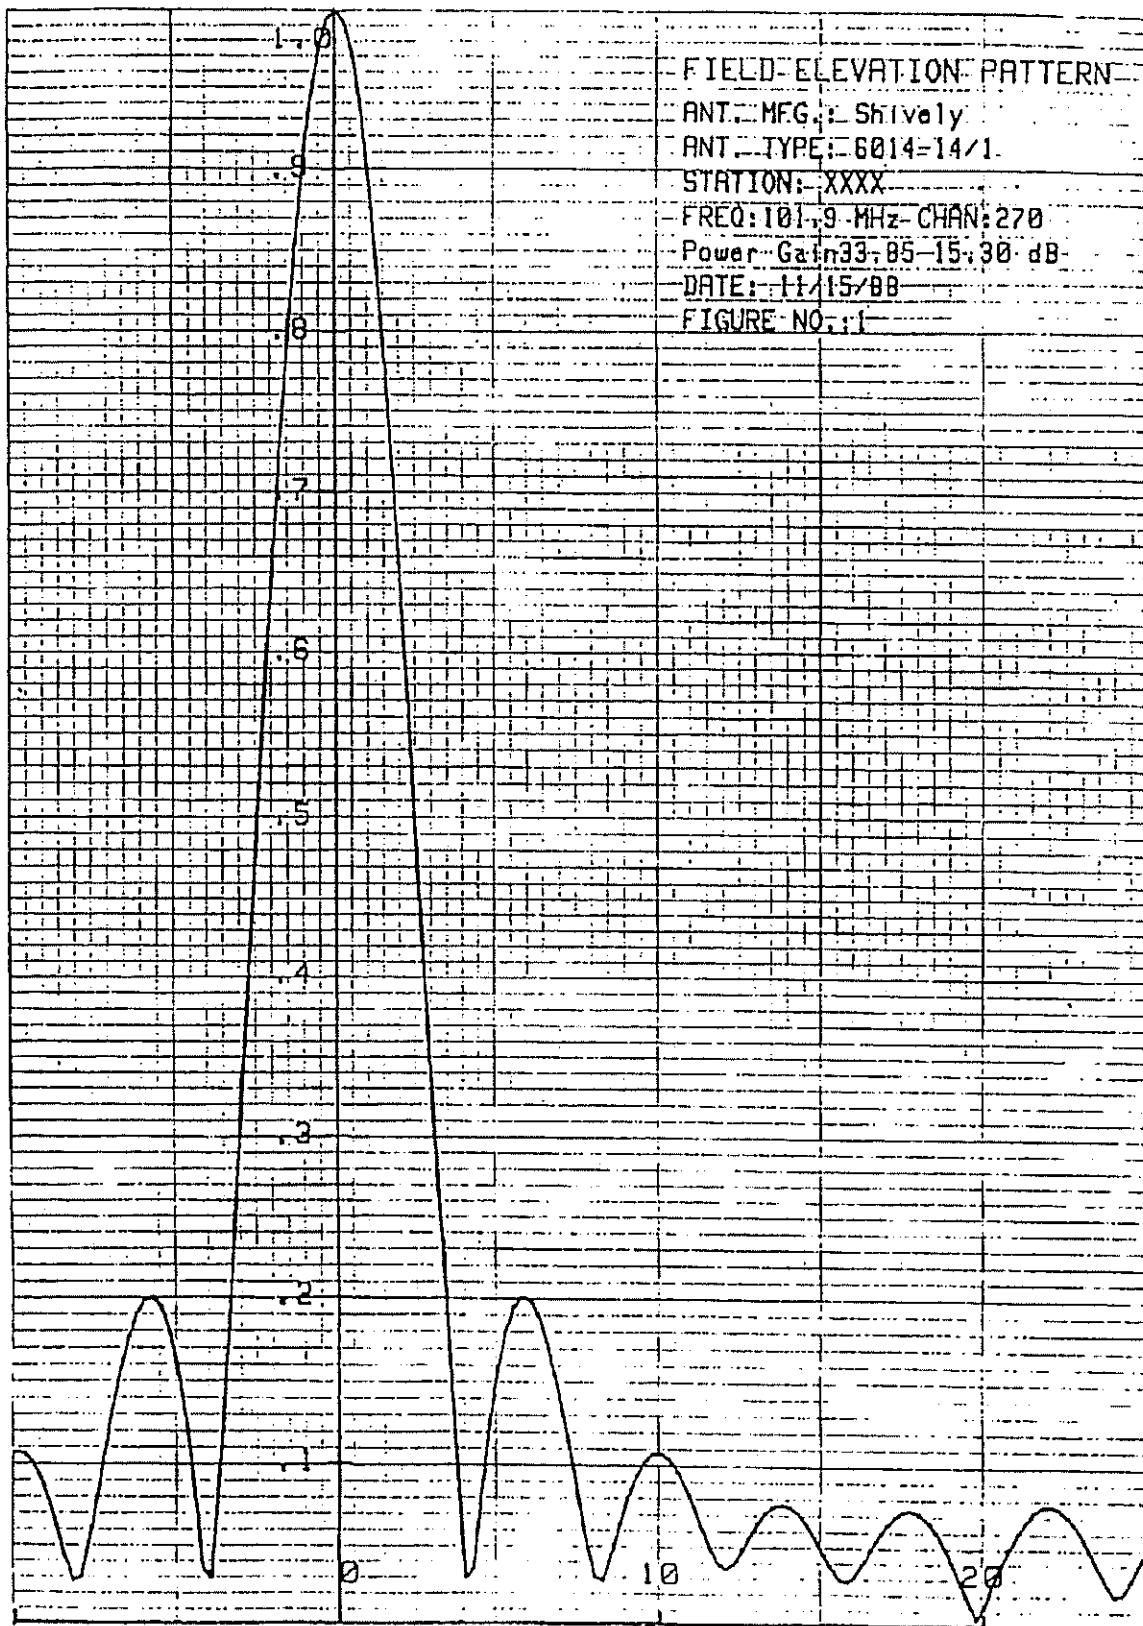 1.0
FIELD ELEVATION PATTERN
ANT. MFG.: Shively
ANT. TYPE: 6014-14/1
STATION: XXXX
FREQ:101.9 MHz CHAN:270
Power Gain33.85 15.30 dB
DATE: 11/15/88
FIGURE NO.:1
.9
.8
.7
.6
.5
.4
.3
.2
.1
0
10
20